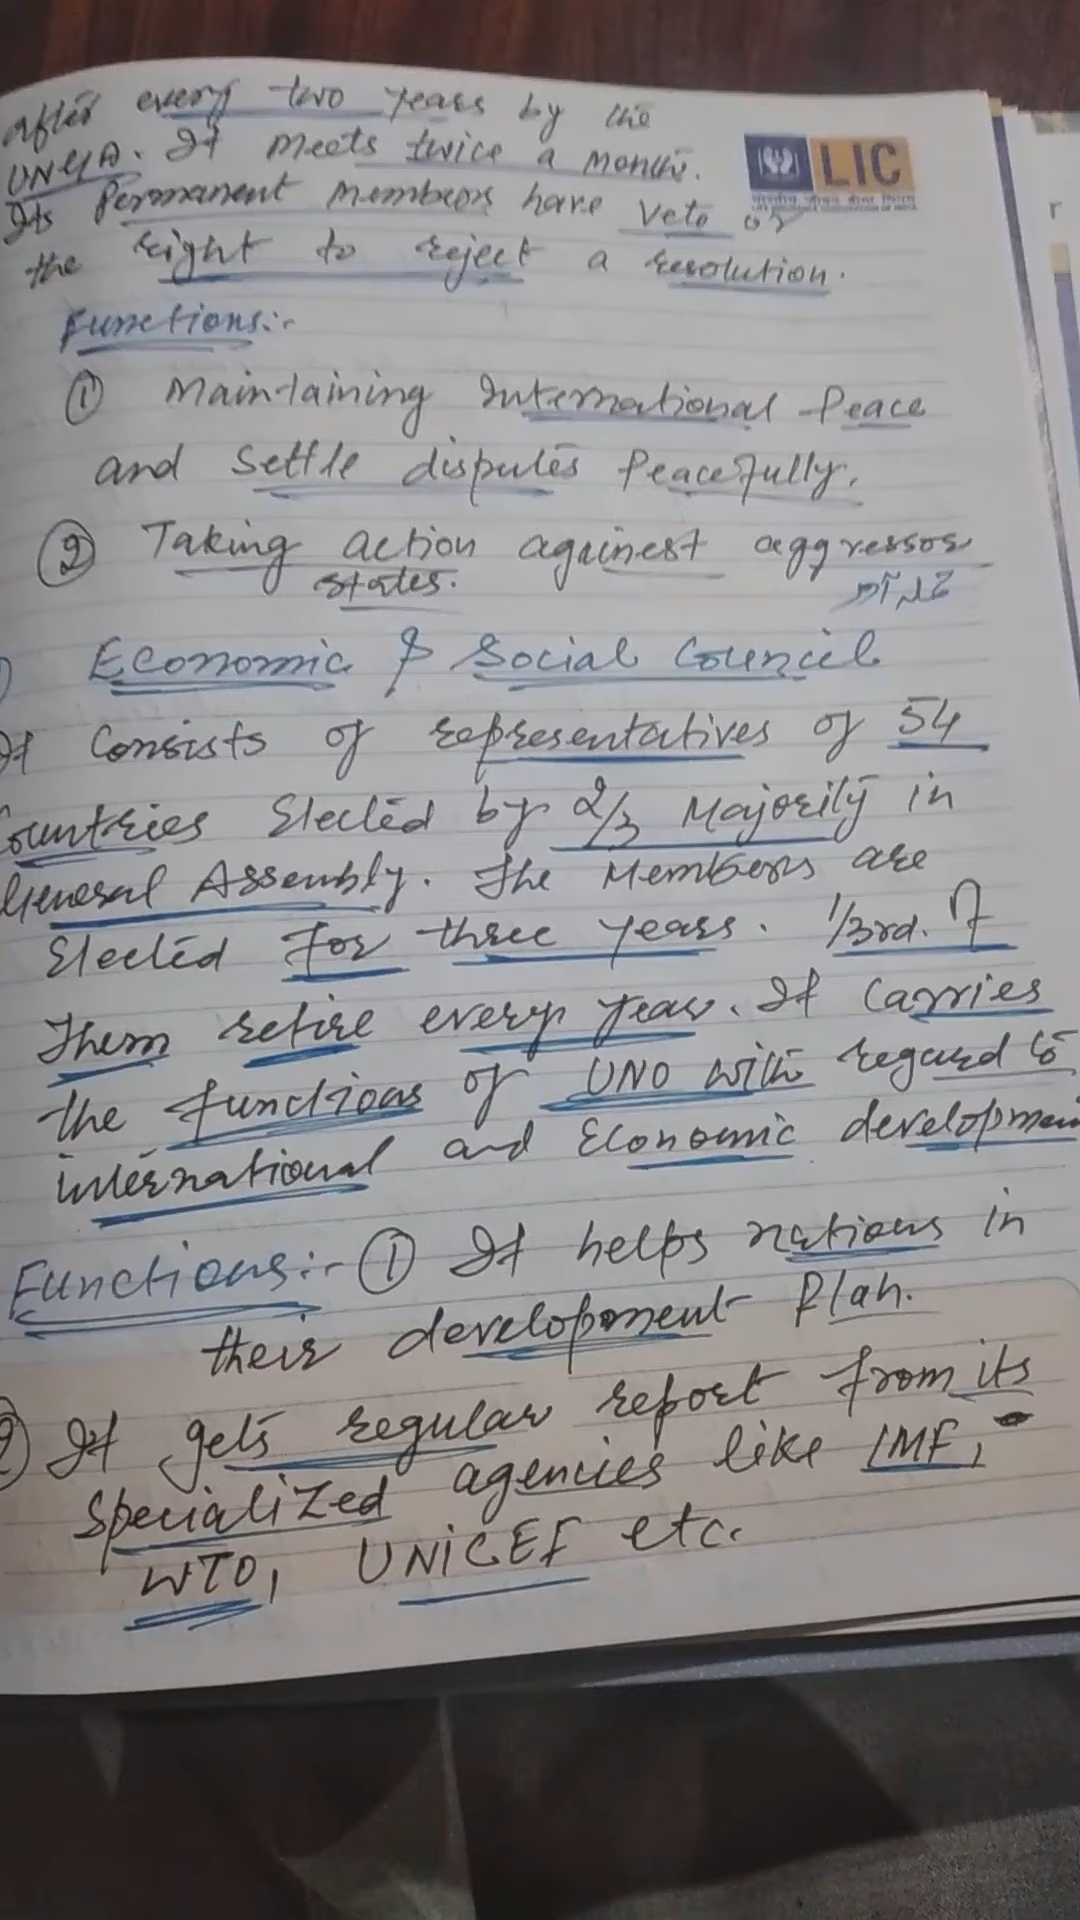 after every two years by the
UNGA. It meets twice a month.
Its Permanent Members have veto or
the right to reject a resolution.
LIC
भारतीय जीवन बीमा निगम
Functions:-
① Maintaining International Peace
and settle disputes Peacefully.
② Taking action againest aggressor
states.
Economic & Social Council
It Consists of representatives of 54
Countries Elected by 2/3 Majority in
General Assembly. The Members are
Elected for three years. 1/3rd. of
Them retire every year. It Carries
the functions of UNO with regard to
international and Economic developmen
Functions:- ① It helps nations in
their development Plan.
② It gets regular report from its
Specialized agencies like IMF,
WTO, UNICEF etc.